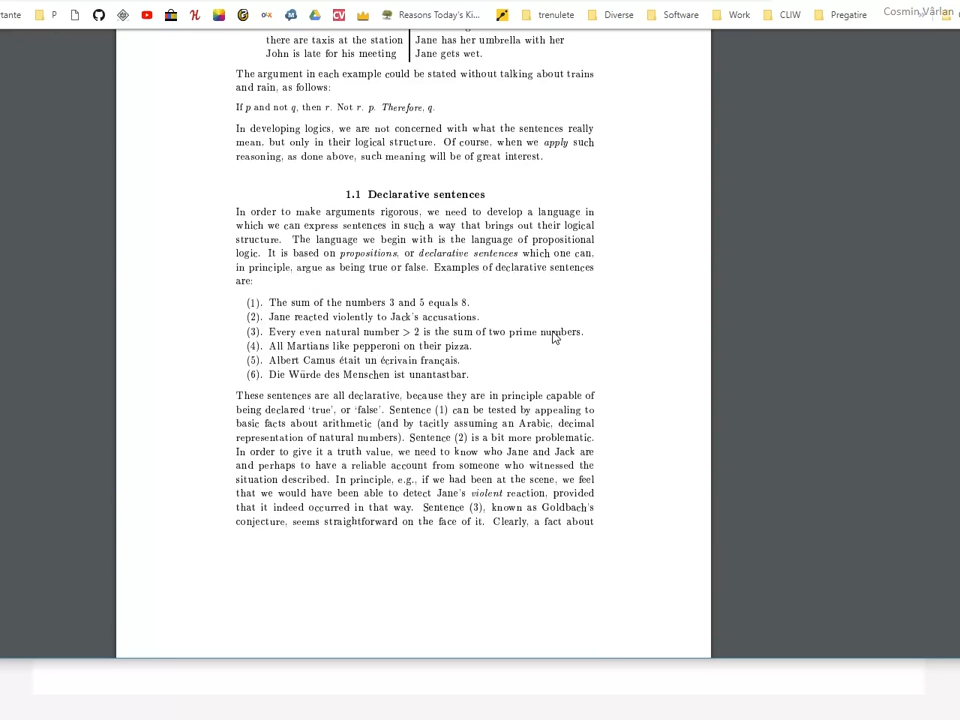 rtante P Reasons Today's Ki... trenulete Diverse Software Work CLIW Pregatire Cosmin Vârlan
there are taxis at the station Jane has her umbrella with her
John is late for his meeting Jane gets wet.
The argument in each example could be stated without talking about trains
and rain, as follows:
If p and not q, then r. Not r. p. Therefore, q.
In developing logics, we are not concerned with what the sentences really
mean, but only in their logical structure. Of course, when we apply such
reasoning, as done above, such meaning will be of great interest.
1.1 Declarative sentences
In order to make arguments rigorous, we need to develop a language in
which we can express sentences in such a way that brings out their logical
structure. The language we begin with is the language of propositional
logic. It is based on propositions, or declarative sentences which one can,
in principle, argue as being true or false. Examples of declarative sentences
are:
(1). The sum of the numbers 3 and 5 equals 8.
(2). Jane reacted violently to Jack's accusations.
(3). Every even natural number > 2 is the sum of two prime numbers.
(4). All Martians like pepperoni on their pizza.
(5). Albert Camus était un écrivain français.
(6). Die Würde des Menschen ist unantastbar.
These sentences are all declarative, because they are in principle capable of
being declared 'true', or 'false'. Sentence (1) can be tested by appealing to
basic facts about arithmetic (and by tacitly assuming an Arabic, decimal
representation of natural numbers). Sentence (2) is a bit more problematic.
In order to give it a truth value, we need to know who Jane and Jack are
and perhaps to have a reliable account from someone who witnessed the
situation described. In principle, e.g., if we had been at the scene, we feel
that we would have been able to detect Jane's violent reaction, provided
that it indeed occurred in that way. Sentence (3), known as Goldbach's
conjecture, seems straightforward on the face of it. Clearly, a fact about